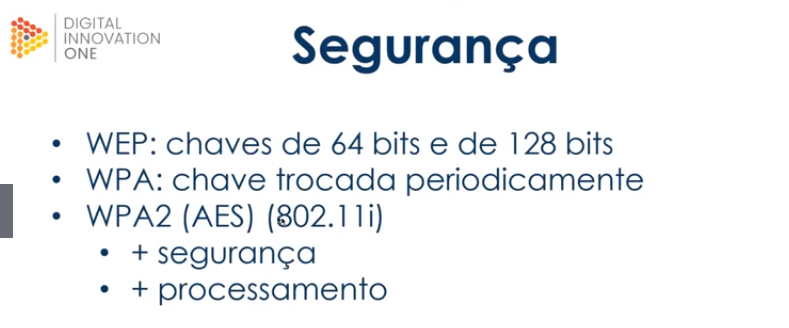 DIGITAL
INNOVATION
ONE
Segurança
• WEP: chaves de 64 bits e de 128 bits
• WPA: chave trocada periodicamente
• WPA2 (AES) (802.11i)
• + segurança
• + processamento